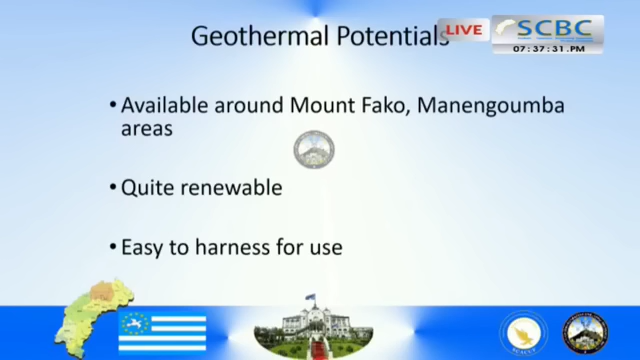 Geothermal Potentials
LIVE
SCBC
07:37:31.PM
• Available around Mount Fako, Manengoumba
areas
• Quite renewable
• Easy to harness for use